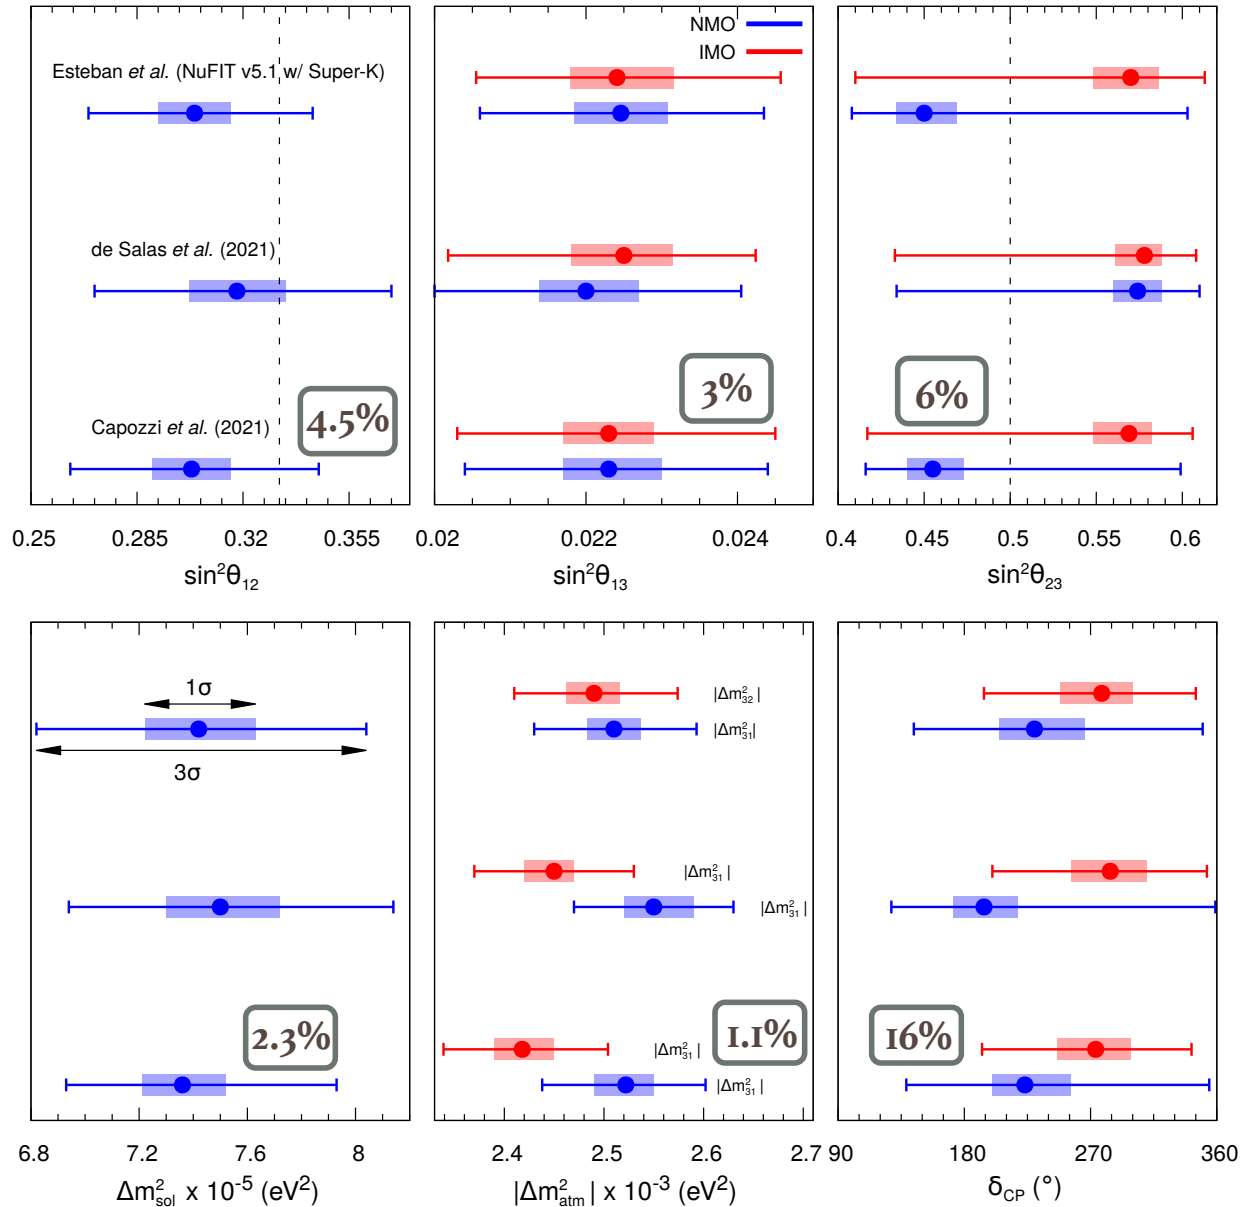 NMO
IMO
Esteban et al. (NuFIT v5.1 w/ Super-K)
de Salas et al. (2021)
Capozzi et al. (2021)
4.5%
3%
6%
0.25 0.285 0.32 0.355
0.02 0.022 0.024
0.4 0.45 0.5 0.55 0.6
sin²θ₁₂
sin²θ₁₃
sin²θ₂₃
1σ
3σ
|Δm²₃₂|
|Δm²₃₁|
|Δm²₃₁|
|Δm²₃₁|
|Δm²₃₁|
|Δm²₃₁|
2.3%
1.1%
16%
6.8 7.2 7.6 8
2.4 2.5 2.6 2.7
90 180 270 360
Δm²sol x 10⁻⁵ (eV²)
|Δm²atm| x 10⁻³ (eV²)
δCP (°)